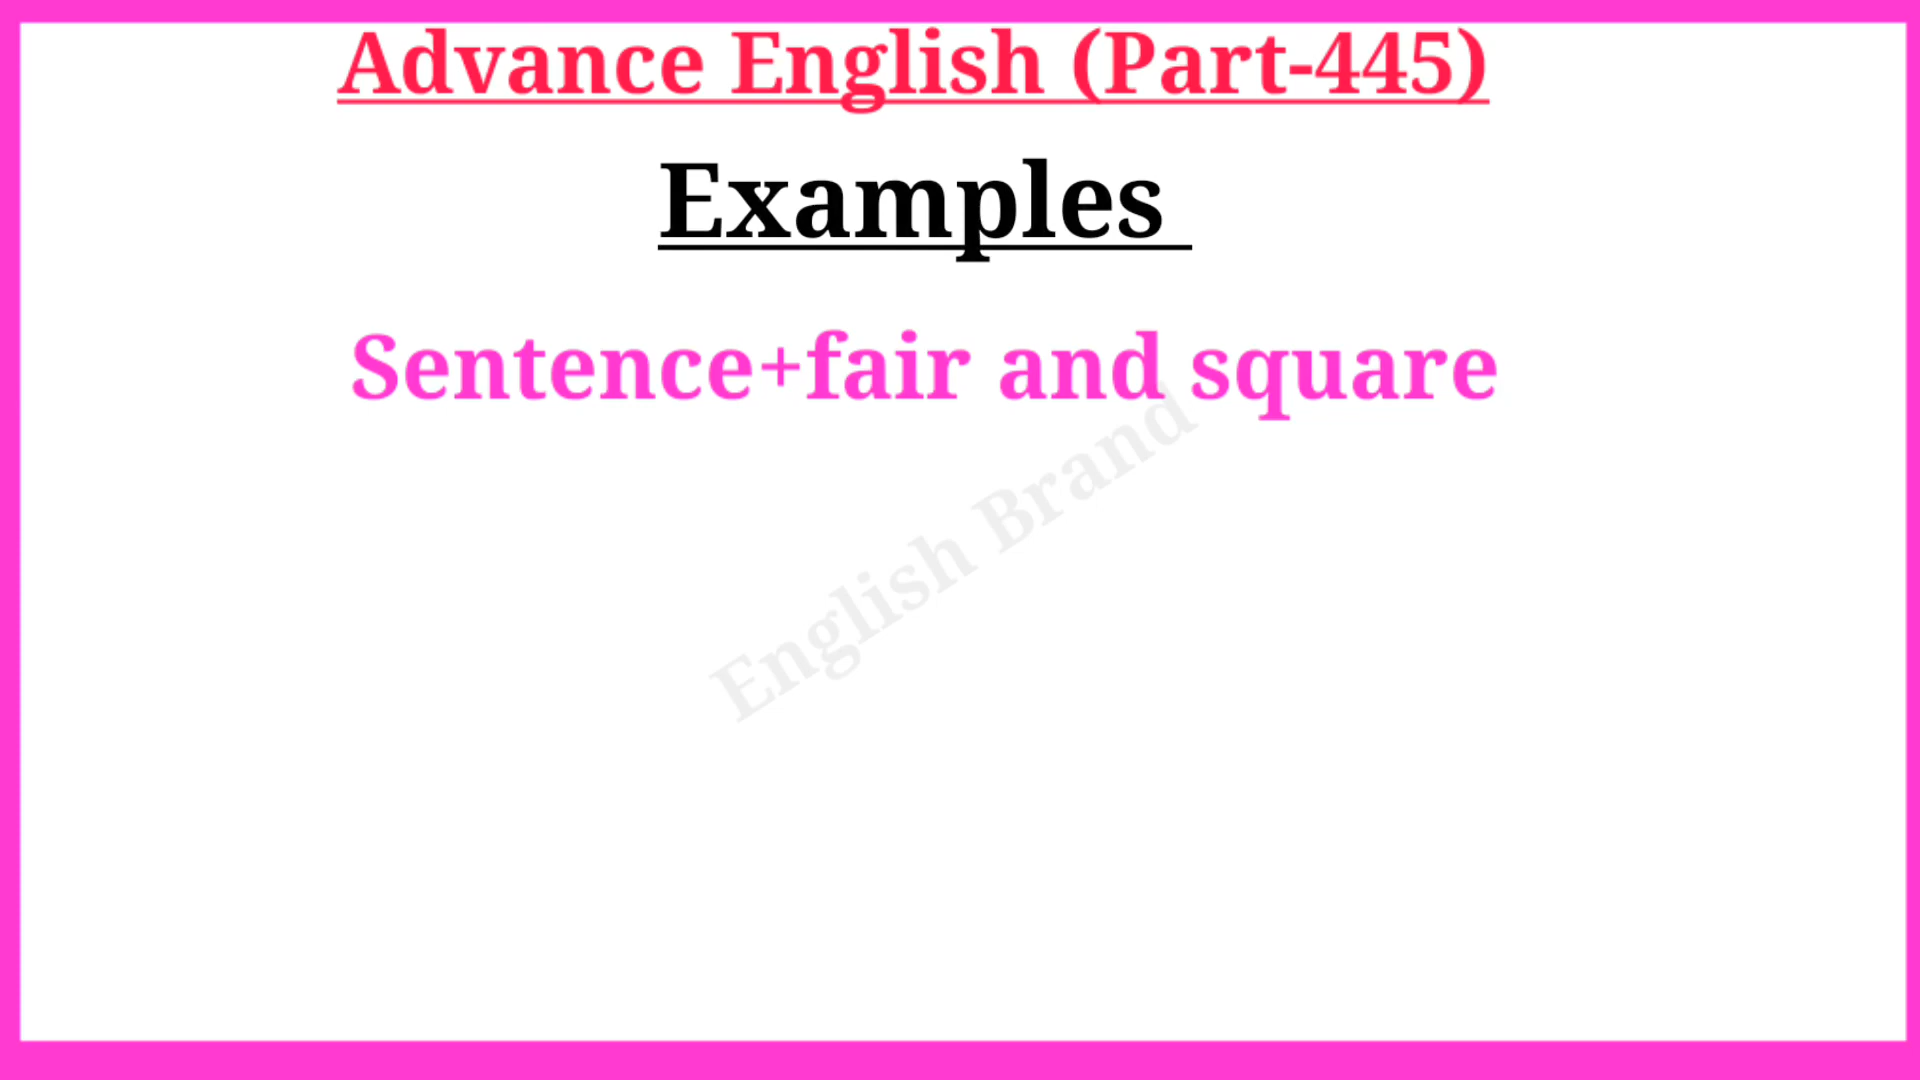 Advance English (Part-445)
Examples
Sentence+fair and square
English Brand